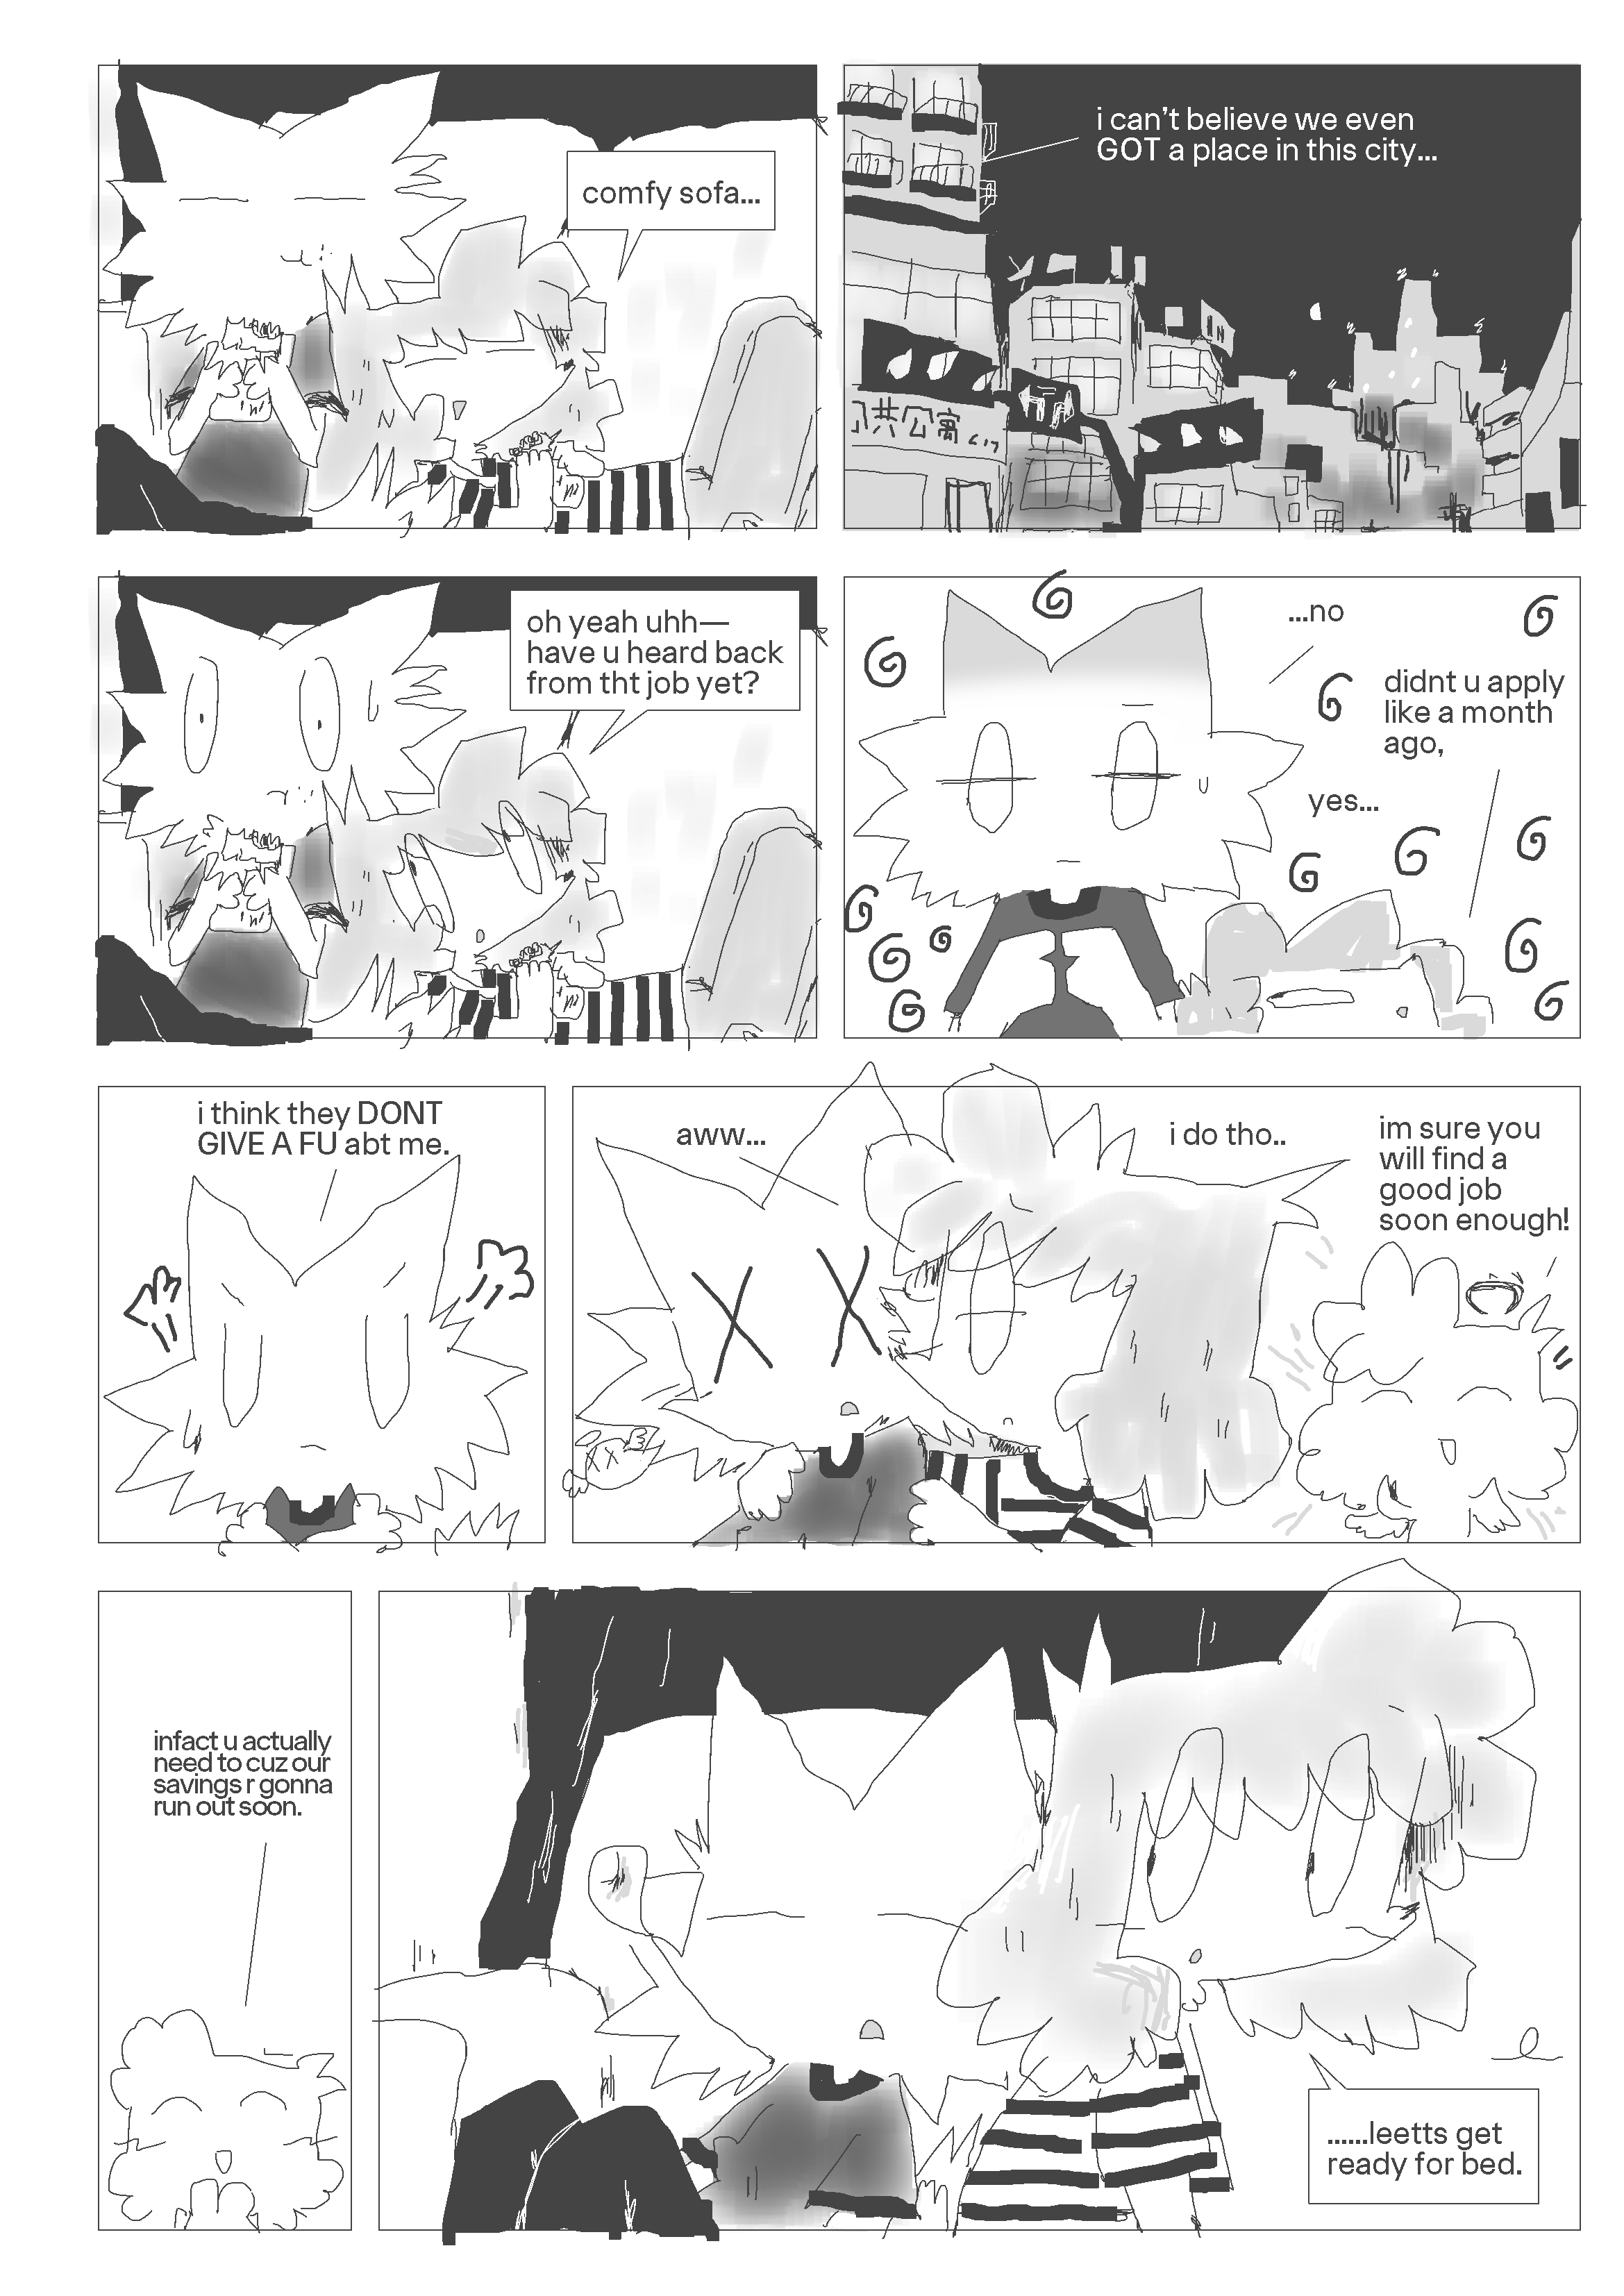 comfy sofa...
i can't believe we even
GOT a place in this city...
共公寓
oh yeah uhh—
have u heard back
from tht job yet?
...no
didnt u apply
like a month
ago,
yes...
i think they DONT
GIVE A FU abt me.
aww...
i do tho..
im sure you
will find a
good job
soon enough!
infact u actually
need to cuz our
savings r gonna
run out soon.
......leetts get
ready for bed.